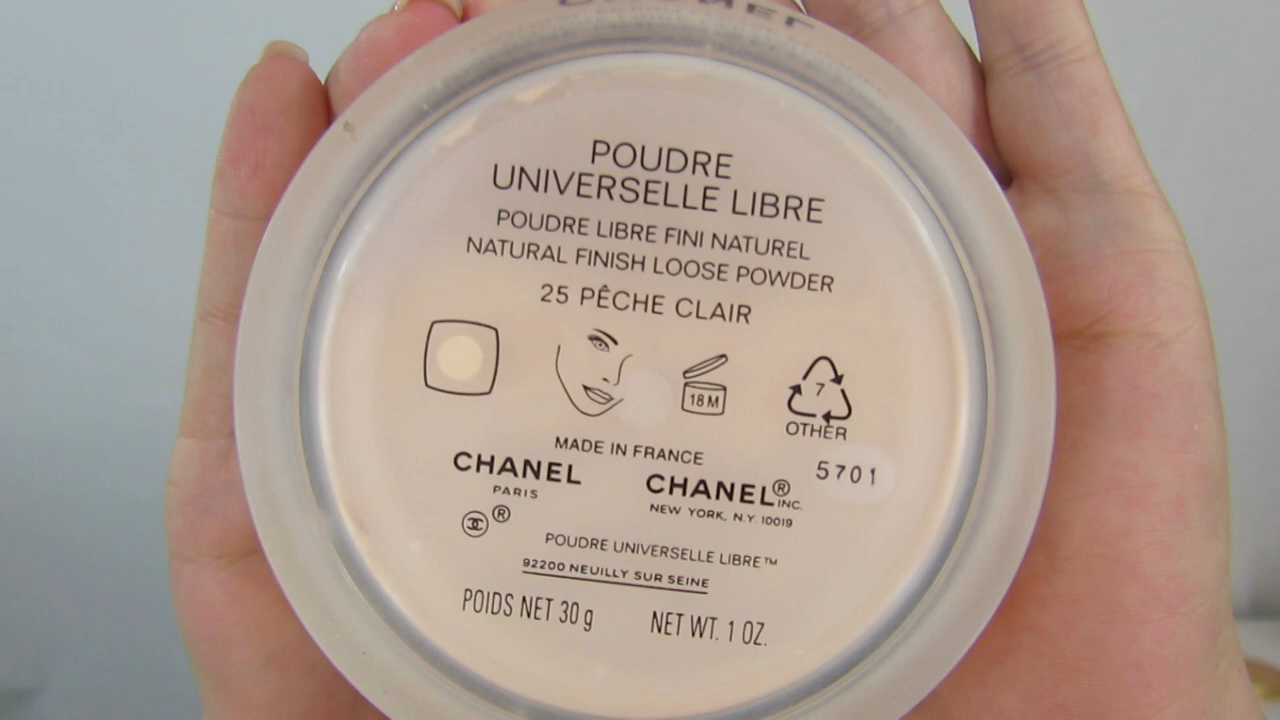 CHANEL
POUDRE
UNIVERSELLE LIBRE
POUDRE LIBRE FINI NATUREL
NATURAL FINISH LOOSE POWDER
25 PÊCHE CLAIR
18 M
7
OTHER
5701
MADE IN FRANCE
CHANEL
PARIS
®
CHANEL® INC.
NEW YORK, N.Y. 10019
POUDRE UNIVERSELLE LIBRE™
92200 NEUILLY SUR SEINE
POIDS NET 30 g NET WT. 1 OZ.